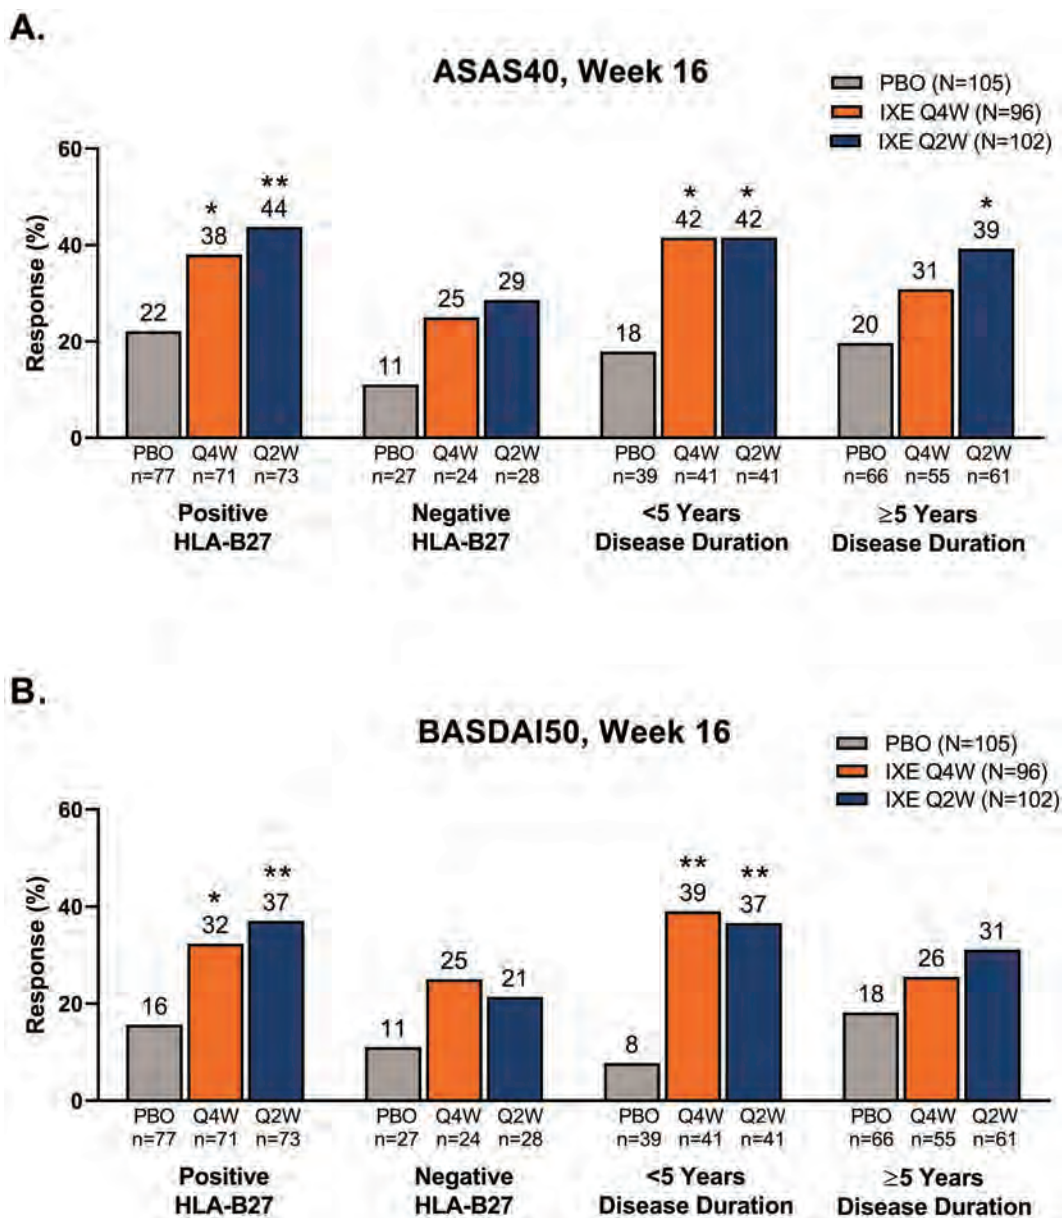 A.
ASAS40, Week 16
PBO (N=105)
IXE Q4W (N=96)
IXE Q2W (N=102)
Response (%)
60
40
20
0
22
*
38
**
44
11
25
29
18
*
42
*
42
20
31
*
39
PBO Q4W Q2W
n=77 n=71 n=73
Positive
HLA-B27
PBO Q4W Q2W
n=27 n=24 n=28
Negative
HLA-B27
PBO Q4W Q2W
n=39 n=41 n=41
<5 Years
Disease Duration
PBO Q4W Q2W
n=66 n=55 n=61
≥5 Years
Disease Duration
B.
BASDAI50, Week 16
PBO (N=105)
IXE Q4W (N=96)
IXE Q2W (N=102)
Response (%)
60
40
20
0
16
*
32
**
37
11
25
21
8
**
39
**
37
18
26
31
PBO Q4W Q2W
n=77 n=71 n=73
Positive
HLA-B27
PBO Q4W Q2W
n=27 n=24 n=28
Negative
HLA-B27
PBO Q4W Q2W
n=39 n=41 n=41
<5 Years
Disease Duration
PBO Q4W Q2W
n=66 n=55 n=61
≥5 Years
Disease Duration